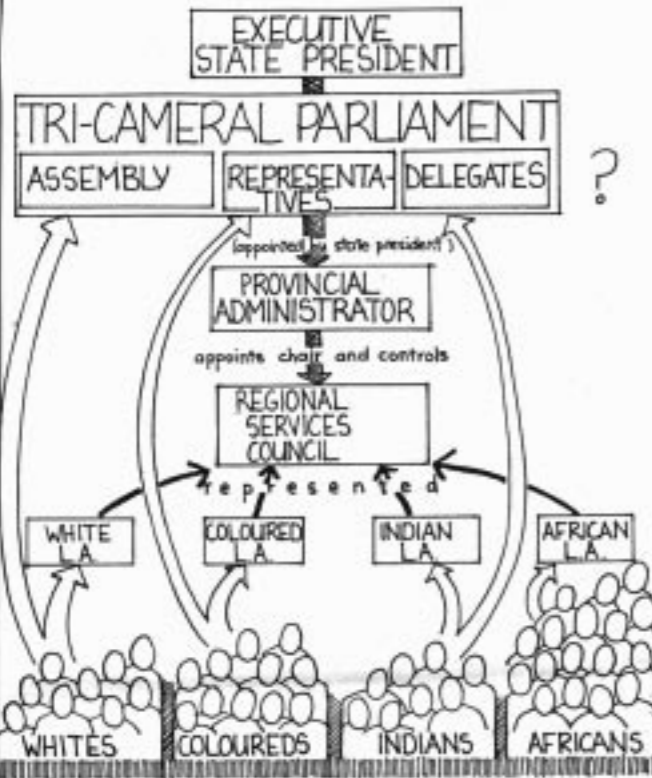 EXECUTIVE
STATE PRESIDENT
TRI-CAMERAL PARLIAMENT
ASSEMBLY
REPRESENTA-
TIVES
DELEGATES
?
(appointed by state president)
PROVINCIAL
ADMINISTRATOR
appointe chair and controls
REGIONAL
SERVICES
COUNCIL
represented
WHITE
L.A.
COLOURED
L.A.
INDIAN
L.A.
AFRICAN
L.A.
WHITES
COLOUREDS
INDIANS
AFRICANS